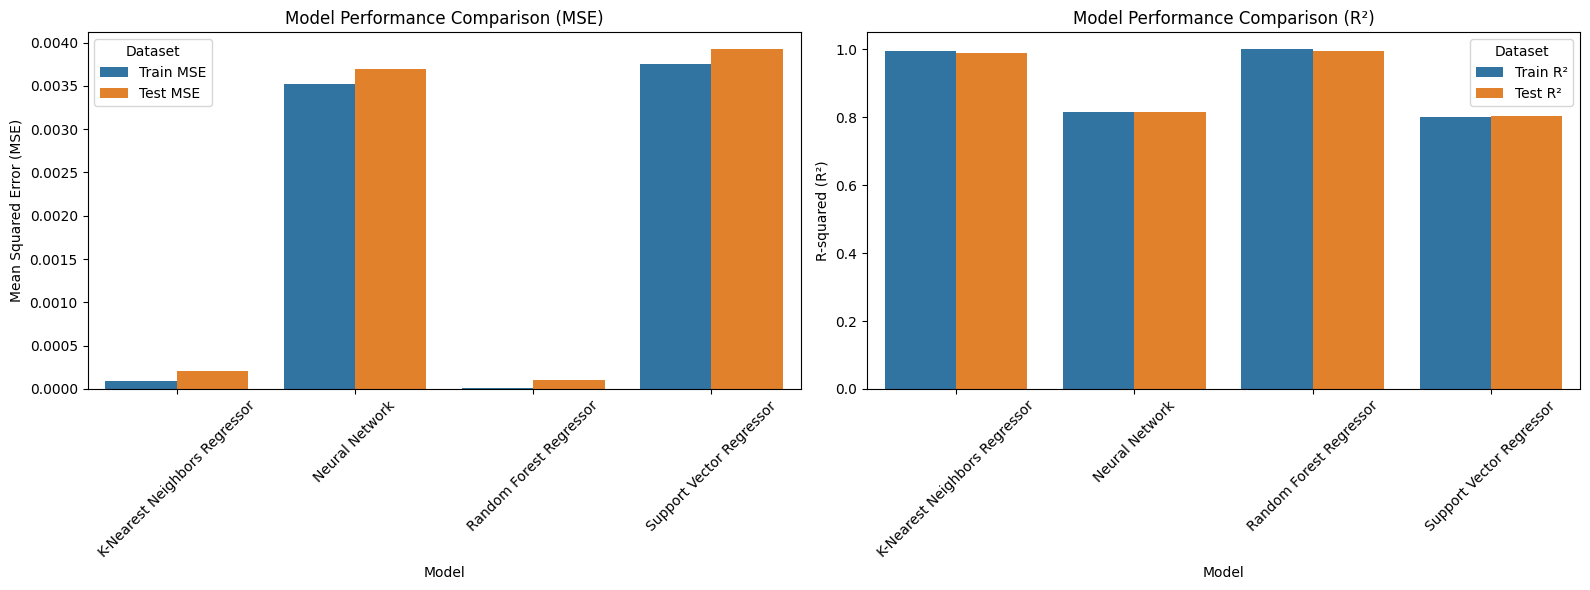 Model Performance Comparison (MSE)
Mean Squared Error (MSE)
0.0040
0.0035
0.0030
0.0025
0.0020
0.0015
0.0010
0.0005
0.0000
Dataset
Train MSE
Test MSE
K-Nearest Neighbors Regressor
Neural Network
Random Forest Regressor
Support Vector Regressor
Model
Model Performance Comparison (R²)
R-squared (R²)
1.0
0.8
0.6
0.4
0.2
0.0
Dataset
Train R²
Test R²
K-Nearest Neighbors Regressor
Neural Network
Random Forest Regressor
Support Vector Regressor
Model